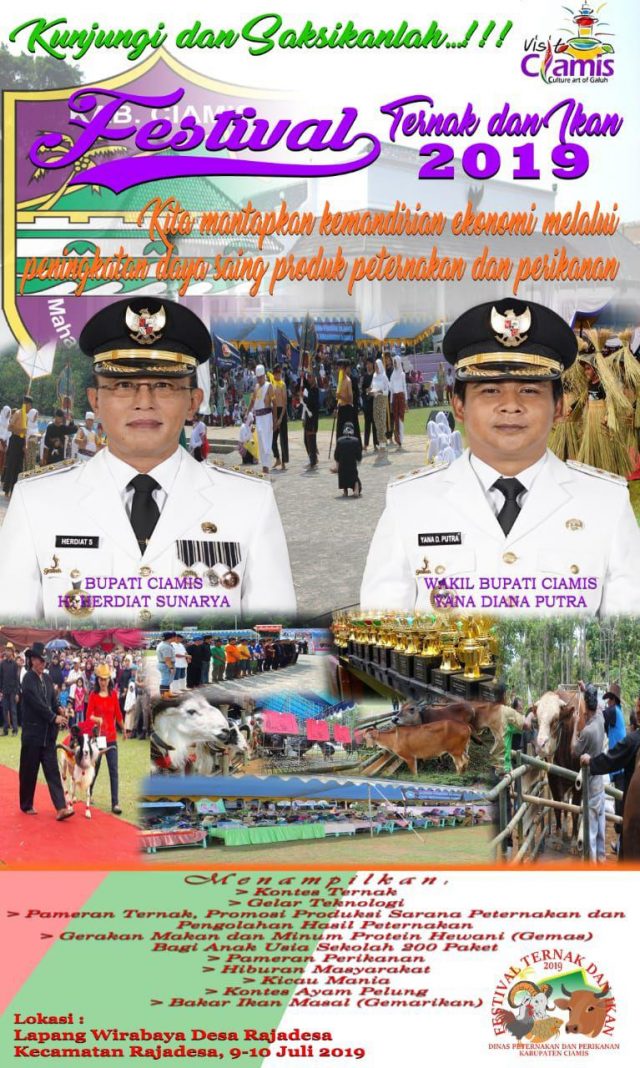 Kunjungi dan Saksikanlah...!!!
Visit
Ciamis
Culture art of Galuh
KAB. CIAMIS
Festival
Ternak dan Ikan
2019
Kita mantapkan kemandirian ekonomi melalui
peningkatan daya saing produk peternakan dan perikanan
Maha
HERDIAT S
YANA D. PUTRA
BUPATI CIAMIS
H. HERDIAT SUNARYA
WAKIL BUPATI CIAMIS
YANA DIANA PUTRA
Menampilkan :
> Kontes Ternak
> Gelar Teknologi
> Pameran Ternak, Promosi Produksi Sarana Peternakan dan
Pengolahan Hasil Peternakan
> Gerakan Makan dan Minum Protein Hewani (Gemas)
Bagi Anak Usia Sekolah 200 Paket
> Pameran Perikanan
> Hiburan Masyarakat
> Kicau Mania
> Kontes Ayam Pelung
> Bakar Ikan Masal (Gemarikan)
Lokasi :
Lapang Wirabaya Desa Rajadesa
Kecamatan Rajadesa, 9-10 Juli 2019
FESTIVAL TERNAK DAN IKAN
2019
DINAS PETERNAKAN DAN PERIKANAN
KABUPATEN CIAMIS